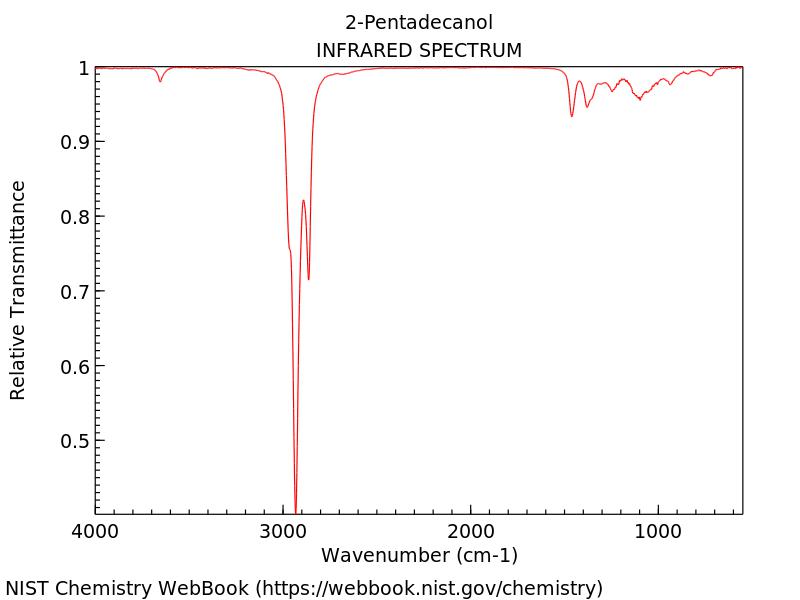 2-Pentadecanol
INFRARED SPECTRUM
1
0.9
0.8
0.7
0.6
0.5
Relative Transmittance
4000 3000 2000 1000
Wavenumber (cm-1)
NIST Chemistry WebBook (https://webbook.nist.gov/chemistry)